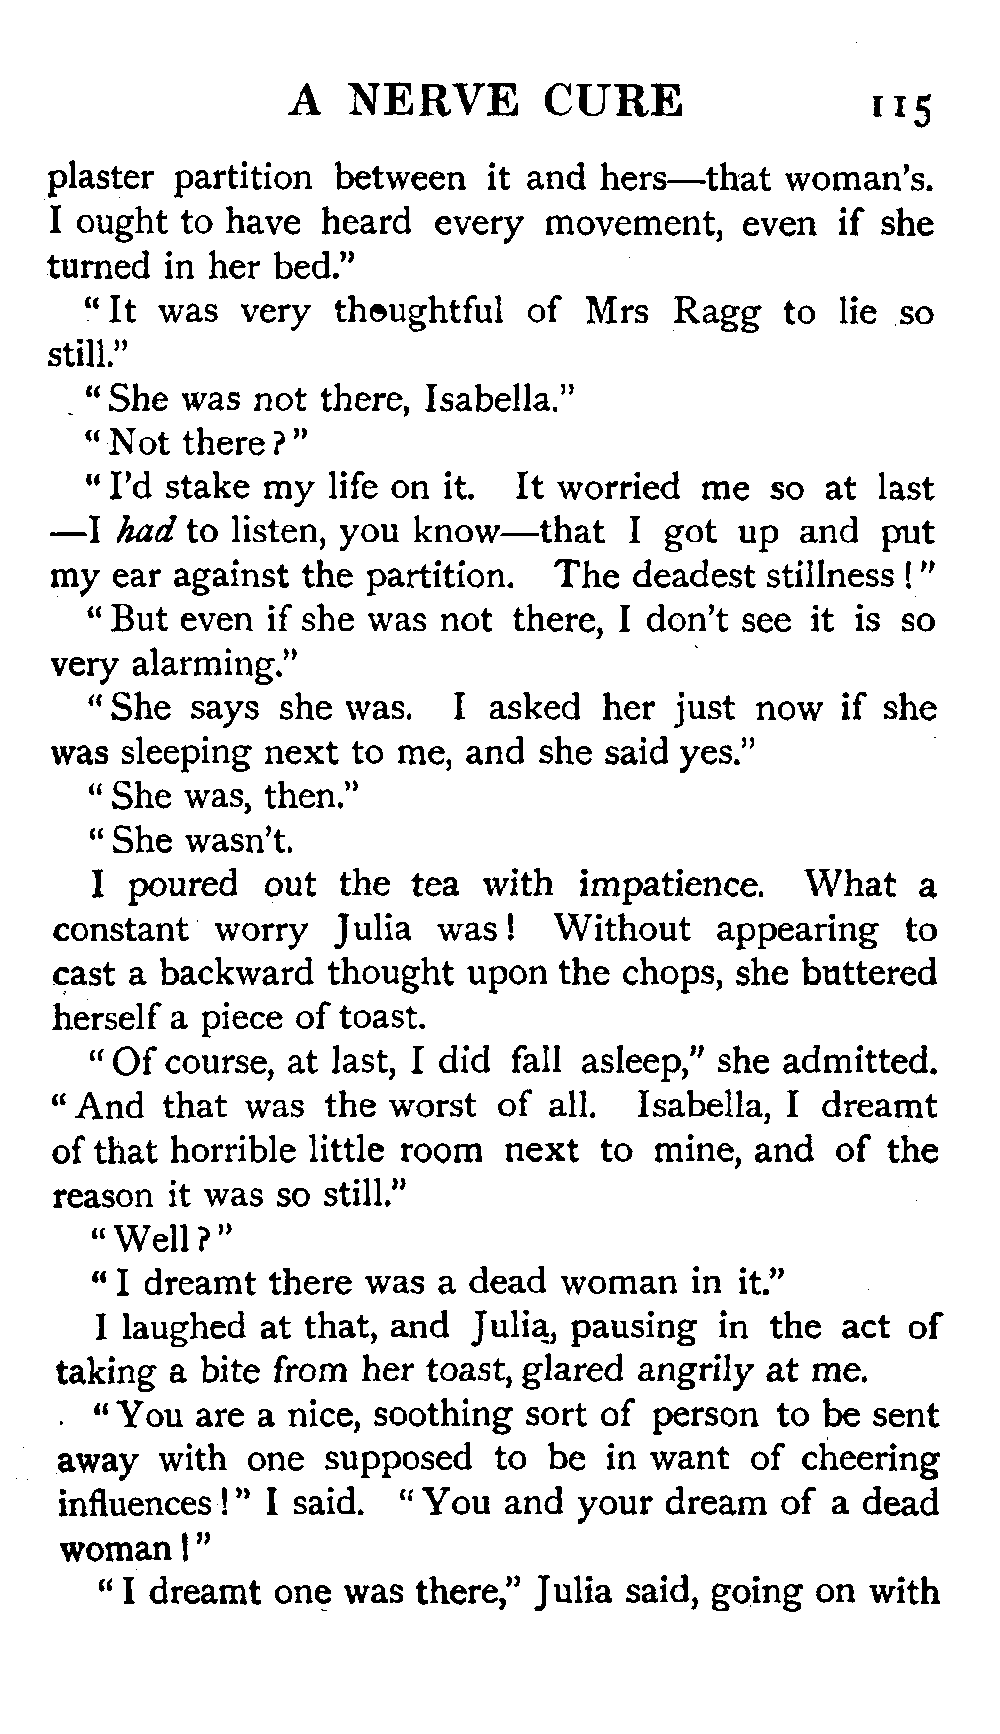 A NERVE CURE 115
plaster partition between it and hers—that woman's.
I ought to have heard every movement, even if she
turned in her bed."
"It was very thoughtful of Mrs Ragg to lie so
still."
"She was not there, Isabella."
"Not there?"
"I'd stake my life on it. It worried me so at last
—I had to listen, you know—that I got up and put
my ear against the partition. The deadest stillness!"
"But even if she was not there, I don't see it is so
very alarming."
"She says she was. I asked her just now if she
was sleeping next to me, and she said yes."
"She was, then."
"She wasn't.
I poured out the tea with impatience. What a
constant worry Julia was! Without appearing to
cast a backward thought upon the chops, she buttered
herself a piece of toast.
"Of course, at last, I did fall asleep," she admitted.
"And that was the worst of all. Isabella, I dreamt
of that horrible little room next to mine, and of the
reason it was so still."
"Well?"
"I dreamt there was a dead woman in it."
I laughed at that, and Julia, pausing in the act of
taking a bite from her toast, glared angrily at me.
"You are a nice, soothing sort of person to be sent
away with one supposed to be in want of cheering
influences!" I said. "You and your dream of a dead
woman!"
"I dreamt one was there," Julia said, going on with